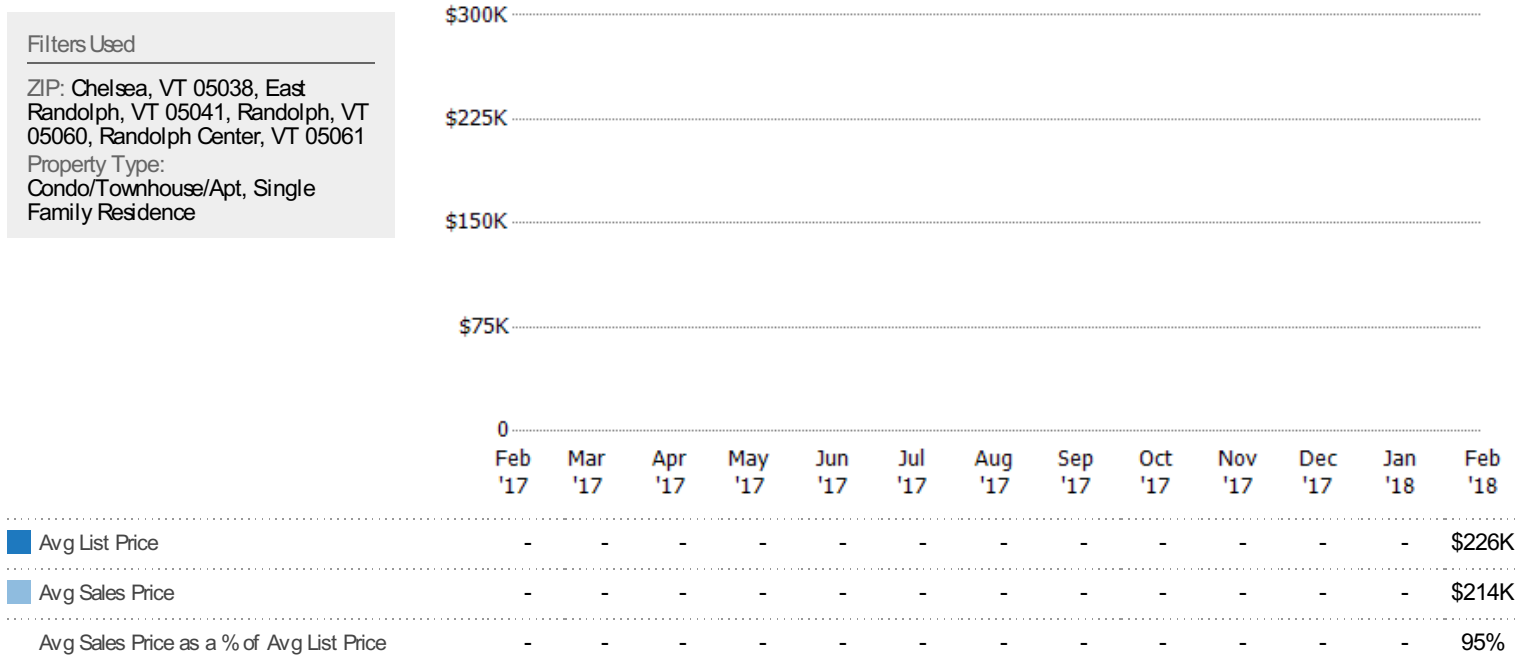 Filters Used
ZIP: Chelsea, VT 05038, East
Randolph, VT 05041, Randolph, VT
05060, Randolph Center, VT 05061
Property Type:
Condo/Townhouse/Apt, Single
Family Residence
$300K
$225K
$150K
$75K
0
Feb Mar Apr May Jun Jul Aug Sep Oct Nov Dec Jan Feb
'17 '17 '17 '17 '17 '17 '17 '17 '17 '17 '17 '18 '18
Avg List Price - - - - - - - - - - - - $226K
Avg Sales Price - - - - - - - - - - - - $214K
Avg Sales Price as a % of Avg List Price - - - - - - - - - - - - 95%